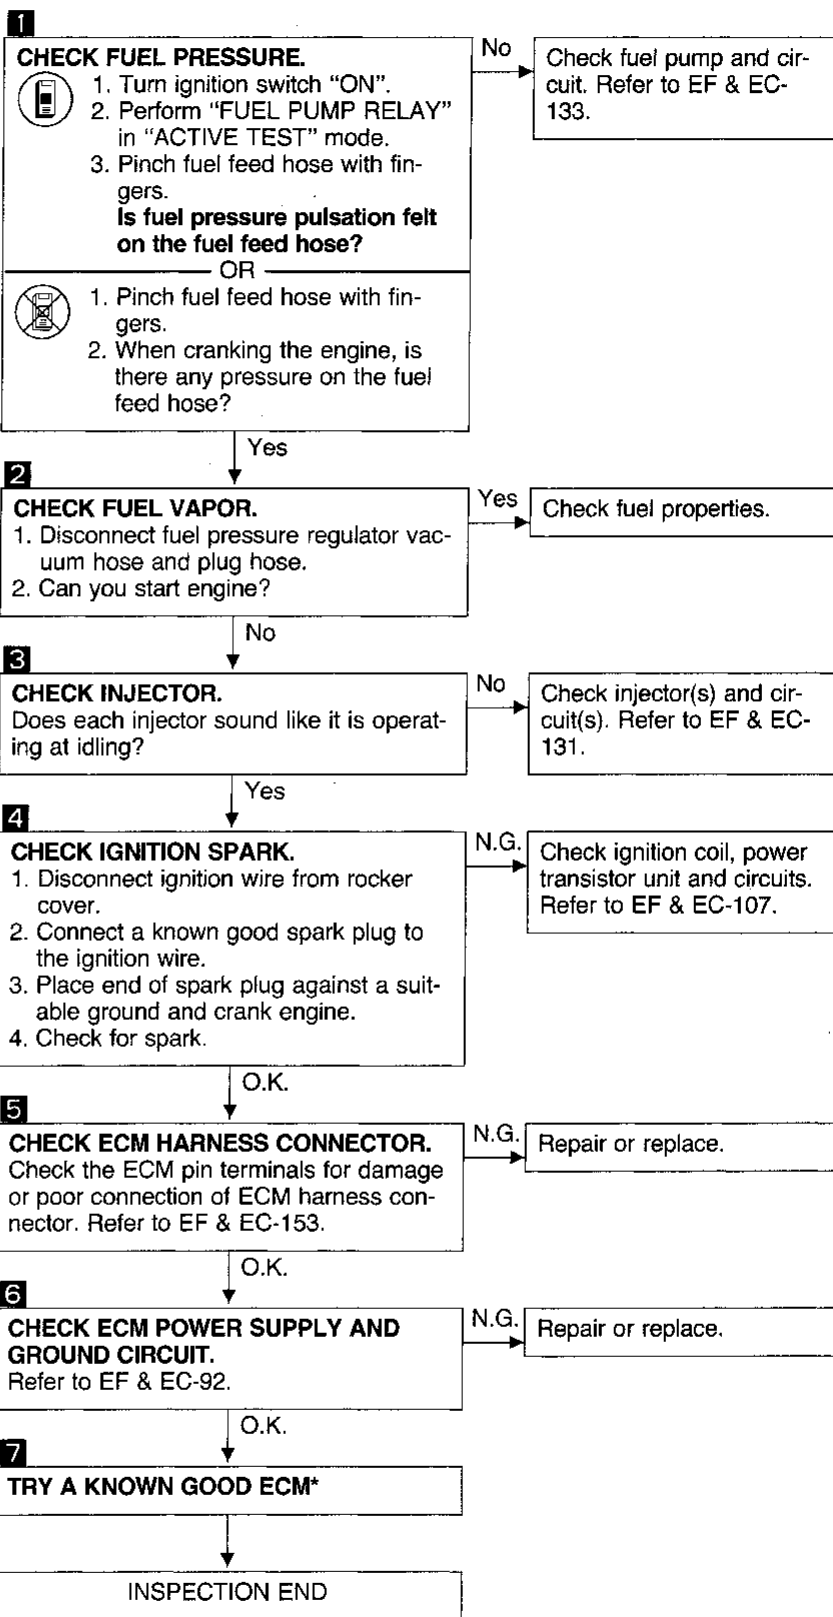 1
CHECK FUEL PRESSURE.
1. Turn ignition switch “ON”.
2. Perform “FUEL PUMP RELAY”
in “ACTIVE TEST” mode.
3. Pinch fuel feed hose with fin-
gers.
Is fuel pressure pulsation felt
on the fuel feed hose?
OR
1. Pinch fuel feed hose with fin-
gers.
2. When cranking the engine, is
there any pressure on the fuel
feed hose?
No
Check fuel pump and cir-
cuit. Refer to EF & EC-
133.
Yes
2
CHECK FUEL VAPOR.
1. Disconnect fuel pressure regulator vac-
uum hose and plug hose.
2. Can you start engine?
Yes
Check fuel properties.
No
3
CHECK INJECTOR.
Does each injector sound like it is operat-
ing at idling?
No
Check injector(s) and cir-
cuit(s). Refer to EF & EC-
131.
Yes
4
CHECK IGNITION SPARK.
1. Disconnect ignition wire from rocker
cover.
2. Connect a known good spark plug to
the ignition wire.
3. Place end of spark plug against a suit-
able ground and crank engine.
4. Check for spark.
N.G.
Check ignition coil, power
transistor unit and circuits.
Refer to EF & EC-107.
O.K.
5
CHECK ECM HARNESS CONNECTOR.
Check the ECM pin terminals for damage
or poor connection of ECM harness con-
nector. Refer to EF & EC-153.
N.G.
Repair or replace.
O.K.
6
CHECK ECM POWER SUPPLY AND
GROUND CIRCUIT.
Refer to EF & EC-92.
N.G.
Repair or replace.
O.K.
7
TRY A KNOWN GOOD ECM*
INSPECTION END